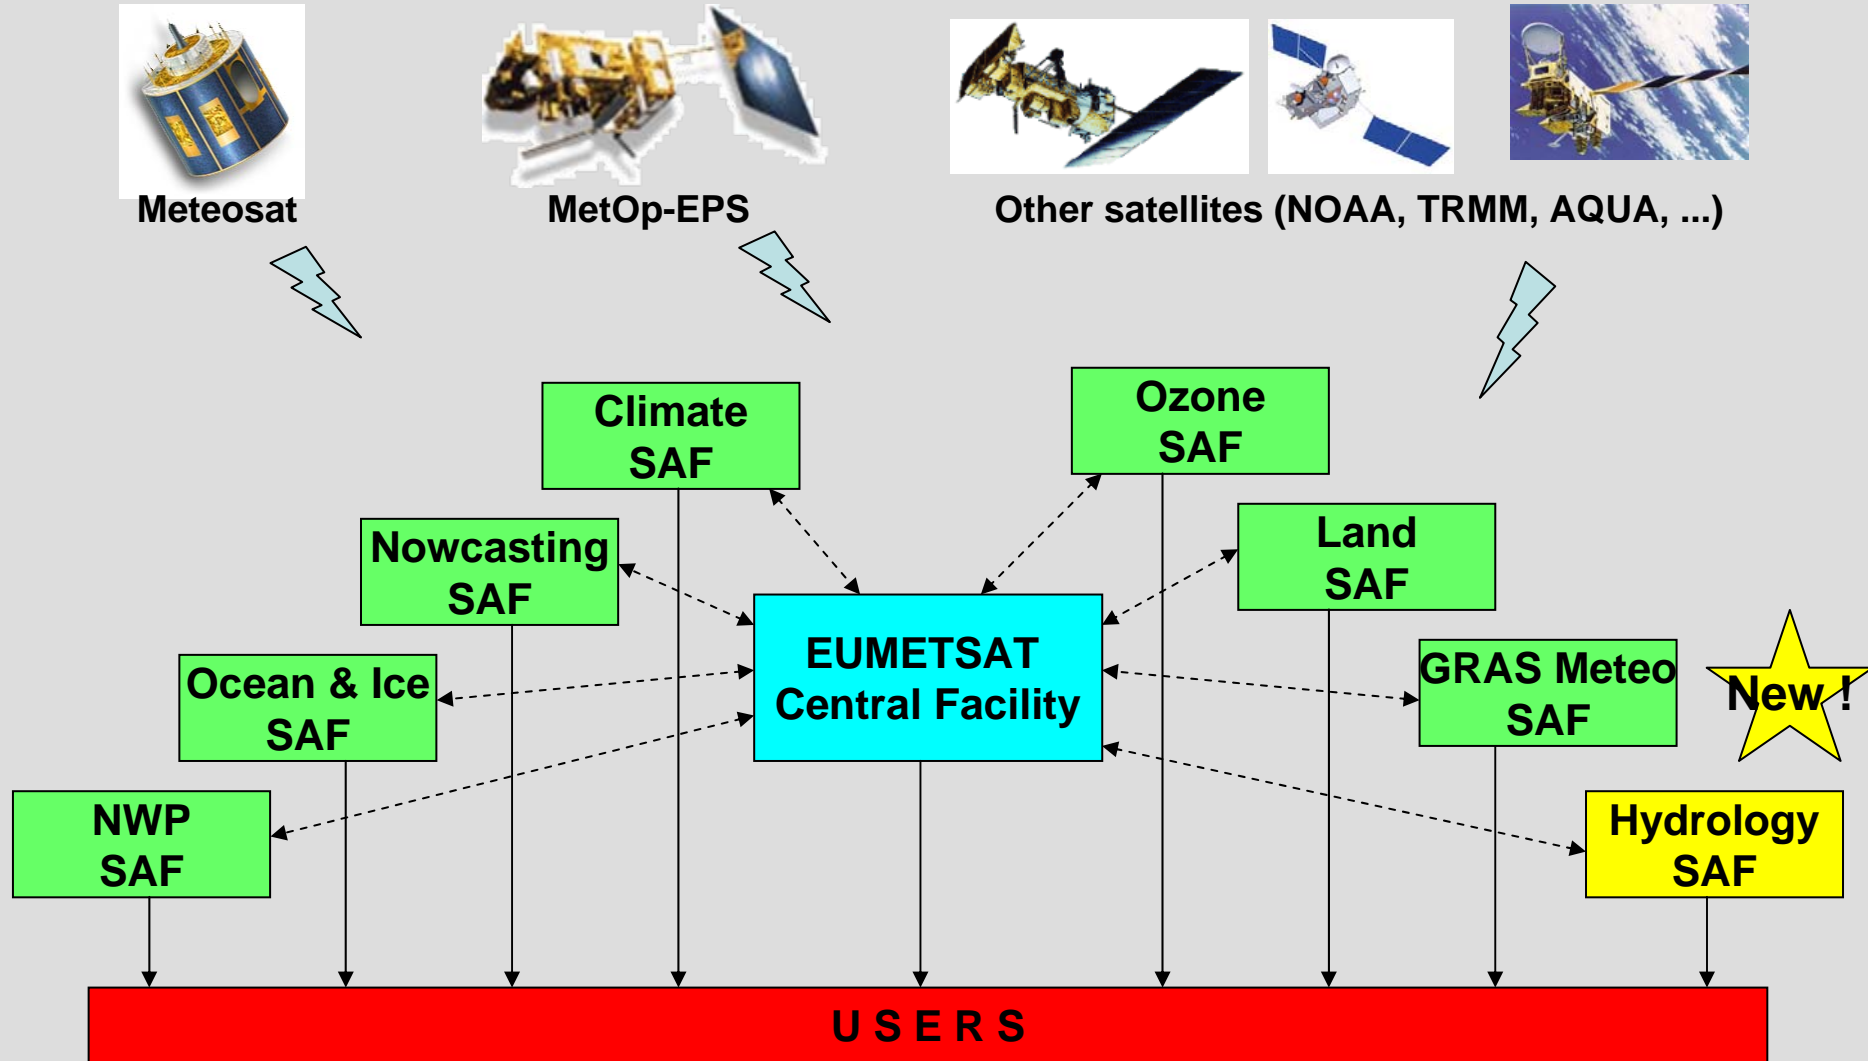 Meteosat
MetOp-EPS
Other satellites (NOAA, TRMM, AQUA, ...)
Climate
SAF
Ozone
SAF
Nowcasting
SAF
Land
SAF
Ocean & Ice
SAF
EUMETSAT
Central Facility
GRAS Meteo
SAF
New !
NWP
SAF
Hydrology
SAF
U S E R S